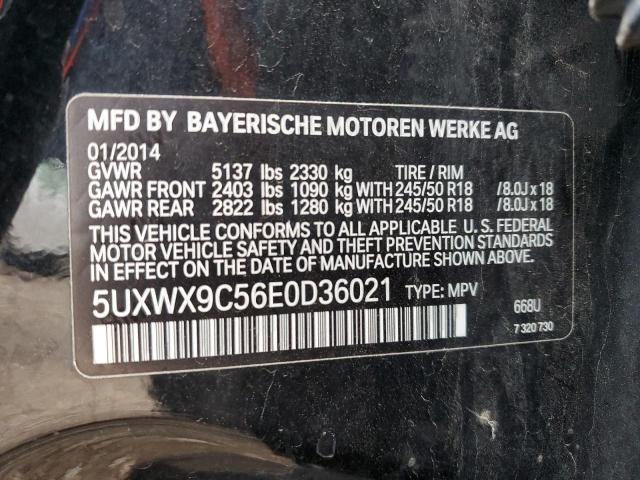 MFD BY BAYERISCHE MOTOREN WERKE AG
01/2014
GVWR 5137 lbs 2330 kg TIRE / RIM
GAWR FRONT 2403 lbs 1090 kg WITH 245/50 R18 /8.0J x 18
GAWR REAR 2822 lbs 1280 kg WITH 245/50 R18 /8.0J x 18
THIS VEHICLE CONFORMS TO ALL APPLICABLE U. S. FEDERAL
MOTOR VEHICLE SAFETY AND THEFT PREVENTION STANDARDS
IN EFFECT ON THE DATE OF MANUFACTURE SHOWN ABOVE.
5UXWX9C56E0D36021 TYPE: MPV
668U
7 320 730